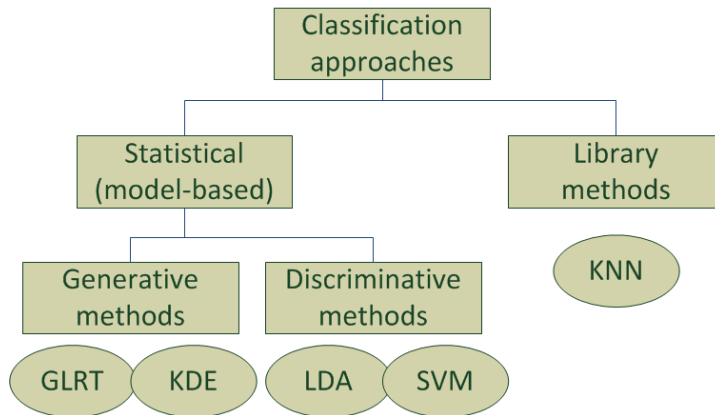 Classification
approaches
Statistical
(model-based)
Library
methods
Generative
methods
Discriminative
methods
KNN
GLRT
KDE
LDA
SVM